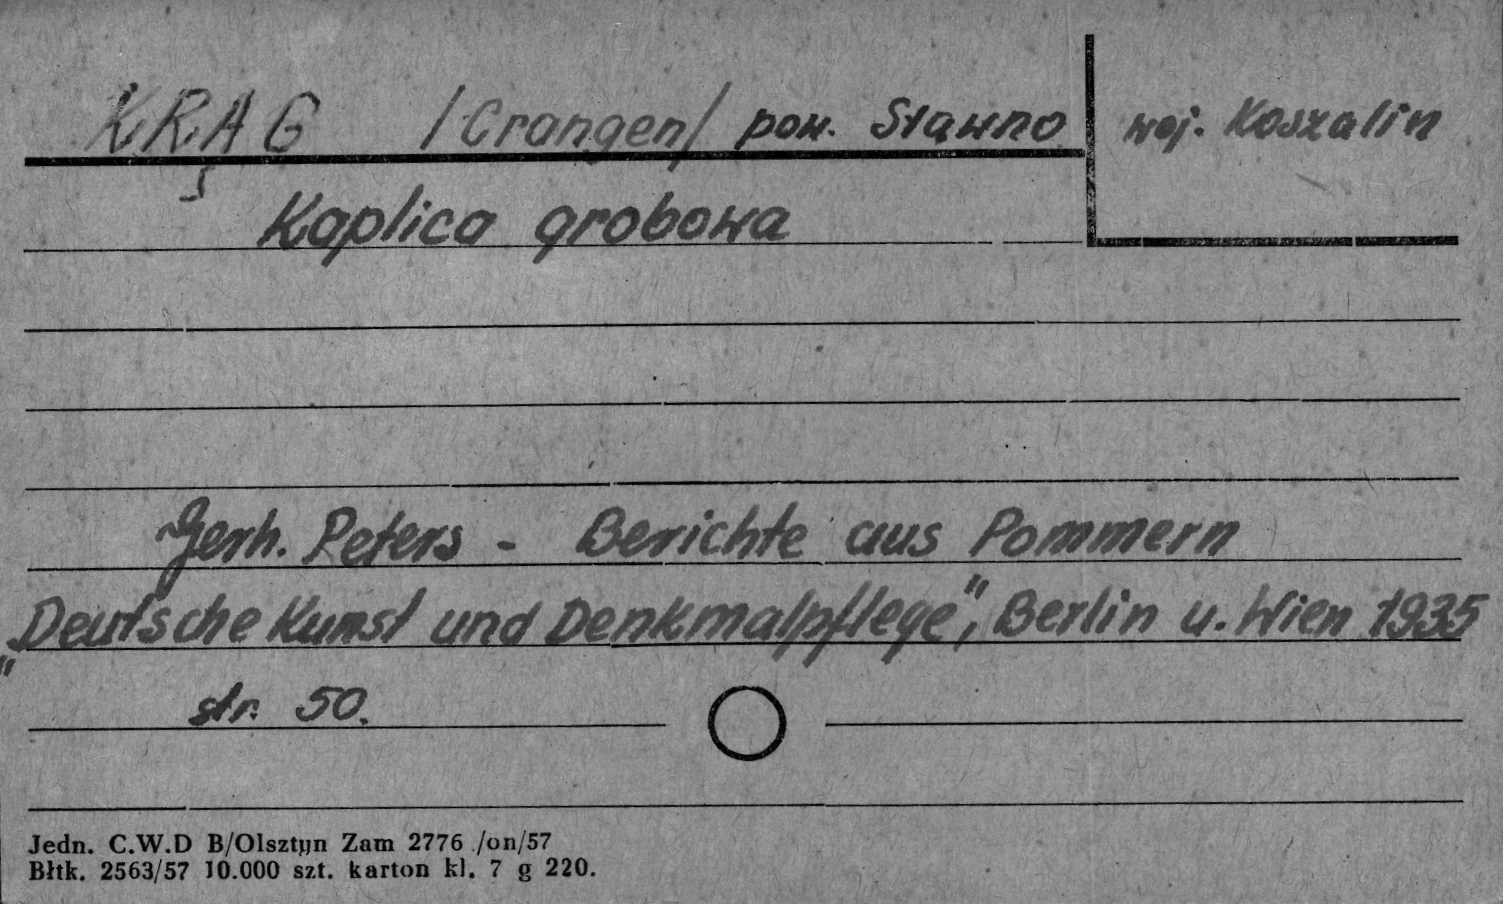 KRĄG /Crangen/ pow. Sławno woj. Koszalin
Kaplica grobowa
Gerh. Peters - Berichte aus Pommern
"Deutsche Kunst und Denkmalpflege", Berlin u. Wien 1935
str. 50.
Jedn. C.W.D B/Olsztyn Zam 2776 /on/57
Błtk. 2563/57 10.000 szt. karton kl. 7 g 220.